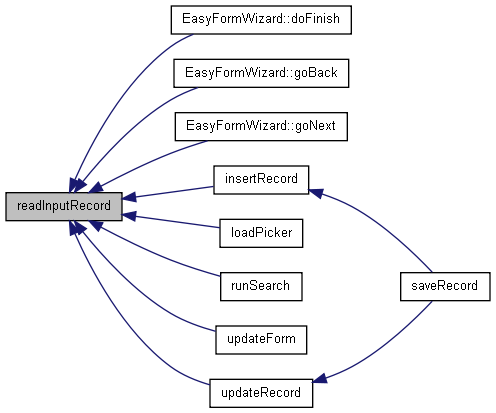 EasyFormWizard::doFinish
EasyFormWizard::goBack
EasyFormWizard::goNext
insertRecord
readInputRecord
loadPicker
runSearch
saveRecord
updateForm
updateRecord